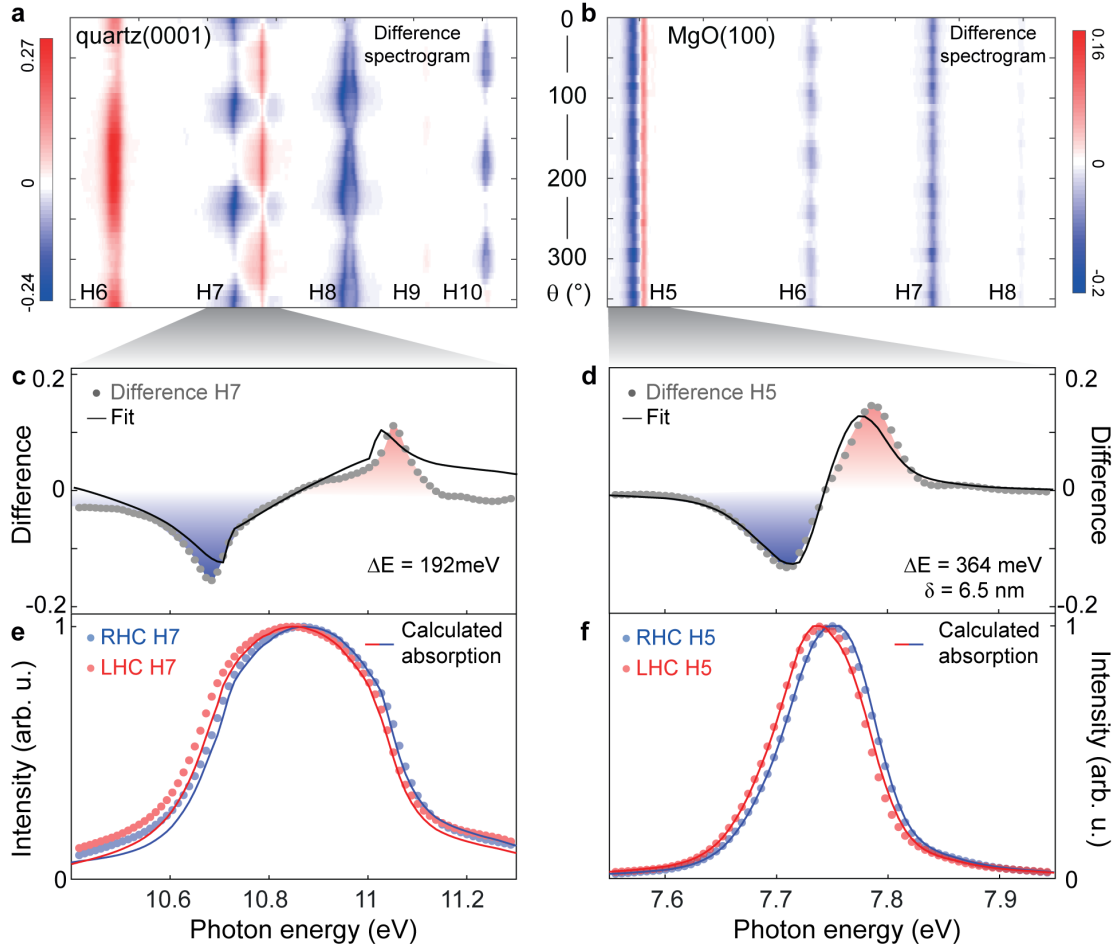 a
quartz(0001)
Difference
spectrogram
0.27
0
-0.24
H6
H7
H8
H9
H10
b
MgO(100)
Difference
spectrogram
0
100
200
300
θ (°)
0.16
0
-0.2
H5
H6
H7
H8
c
Difference H7
Fit
0.2
0
-0.2
Difference
ΔE = 192meV
d
Difference H5
Fit
0.2
0
-0.2
Difference
ΔE = 364 meV
δ = 6.5 nm
e
RHC H7
LHC H7
Calculated
absorption
1
0
Intensity (arb. u.)
10.6
10.8
11
11.2
Photon energy (eV)
f
RHC H5
LHC H5
Calculated
absorption
1
0
Intensity (arb. u.)
7.6
7.7
7.8
7.9
Photon energy (eV)